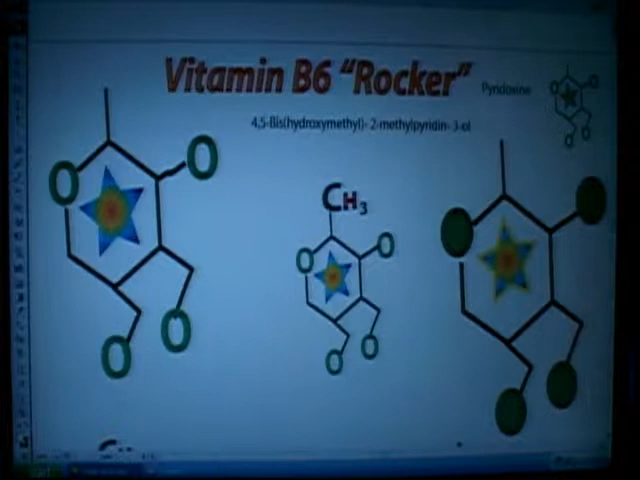 Vitamin B6 “Rocker”
Pyridoxine
4,5-Bis(hydroxymethyl)- 2-methylpyridin- 3-ol
O O
CH3
O O
O O
O O